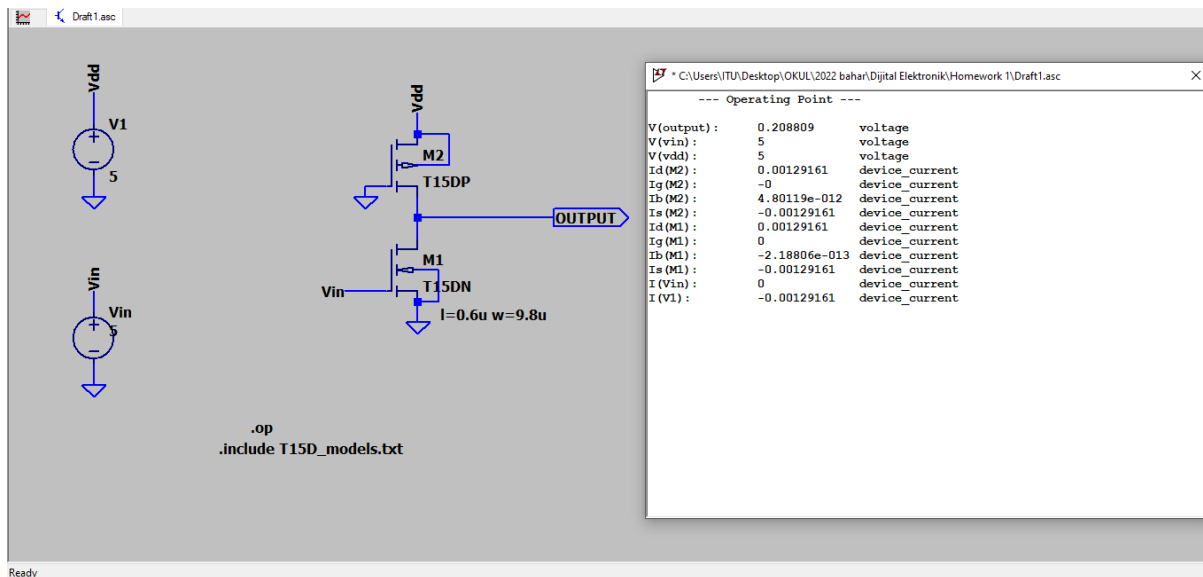 Draft1.asc
Vdd
V1
5
Vin
Vin
5
Vdd
M2
T15DP
OUTPUT
M1
T15DN
Vin
l=0.6u w=9.8u
.op
.include T15D_models.txt
* C:\Users\ITU\Desktop\OKUL\2022 bahar\Dijital Elektronik\Homework 1\Draft1.asc
--- Operating Point ---
V(output): 0.208809 voltage
V(vin): 5 voltage
V(vdd): 5 voltage
Id(M2): 0.00129161 device_current
Ig(M2): -0 device_current
Ib(M2): 4.80119e-012 device_current
Is(M2): -0.00129161 device_current
Id(M1): 0.00129161 device_current
Ig(M1): 0 device_current
Ib(M1): -2.18806e-013 device_current
Is(M1): -0.00129161 device_current
I(Vin): 0 device_current
I(V1): -0.00129161 device_current
Ready